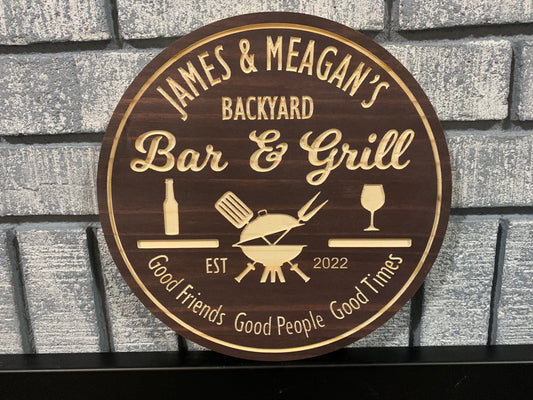 JAMES & MEAGAN'S
BACKYARD
Bar & Grill
EST 2022
Good Friends Good People Good Times